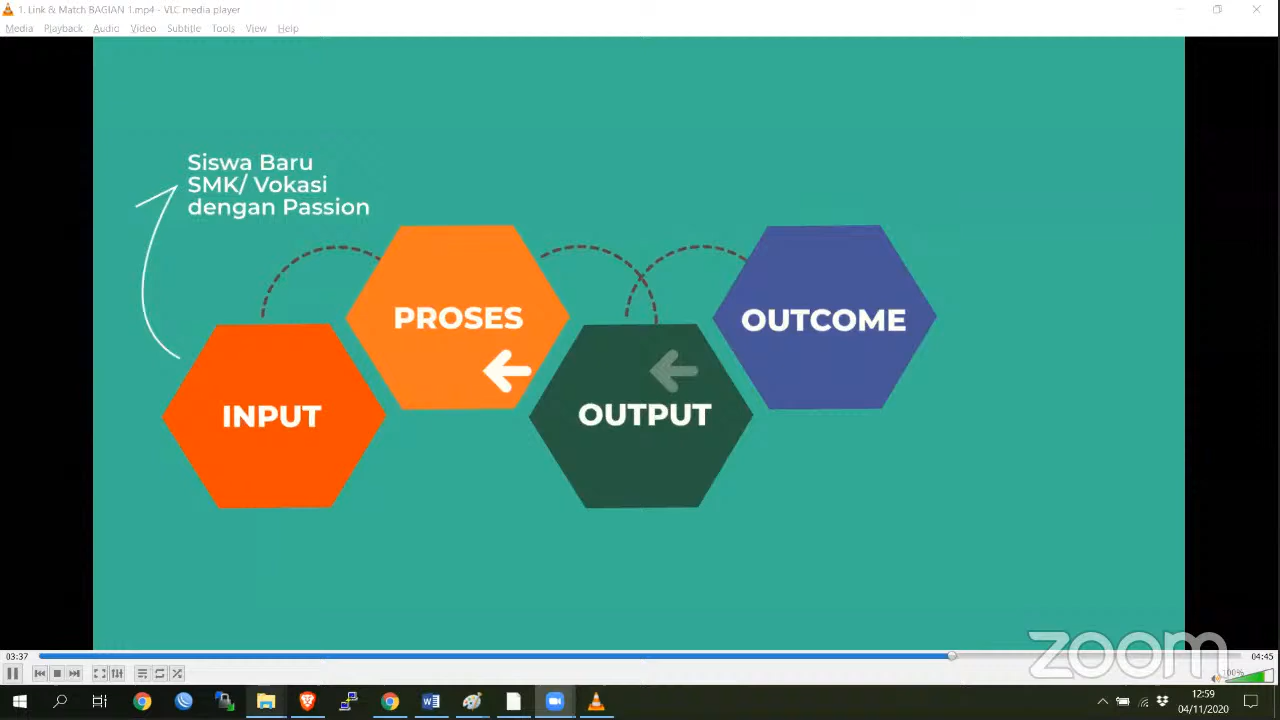 1. Link & Match BAGIAN 1.mp4 - VLC media player
Media Playback Audio Video Subtitle Tools View Help
Siswa Baru
SMK/ Vokasi
dengan Passion
PROSES
OUTCOME
INPUT
OUTPUT
zoom
03:37
04:45
100%
12:59
04/11/2020